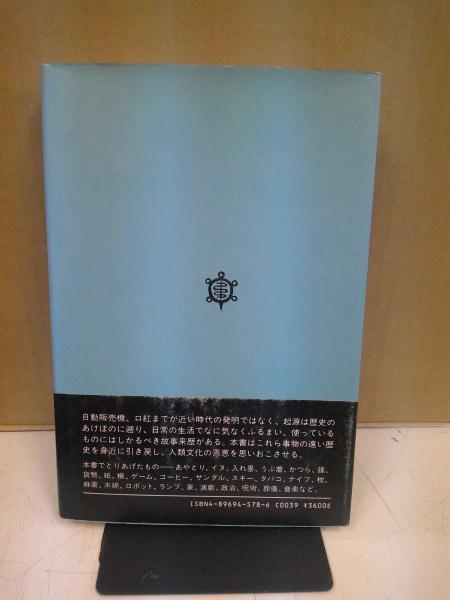 自動販売機、口紅までが近い時代の発明ではなく、起源は歴史の
あけぼのに遡り、日常の生活でなに気なくふるまい、使っている
ものにはしかるべき故事来歴がある。本書はこれら事物の遠い歴
史を身近に引き戻し、人類文化の恩恵を思いおこさせる。
本書でとりあげたもの──あやとり、イヌ、入れ墨、うぶ着、かつら、鏡、
貨幣、紙、櫛、ゲーム、コーヒー、サンダル、スキー、タバコ、ナイフ、枕、
麻薬、木綿、ロボット、ランプ、家、演劇、政治、呪術、葬儀、音楽など。
ISBN4-89694-578-6 C0039 ¥3600E